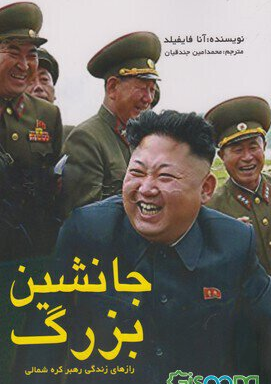 نویسنده:آنا فایفیلد
مترجم:محمدامین جندقیان
جانشین
بزرگ
رازهای زندگی رهبر کره شمالی